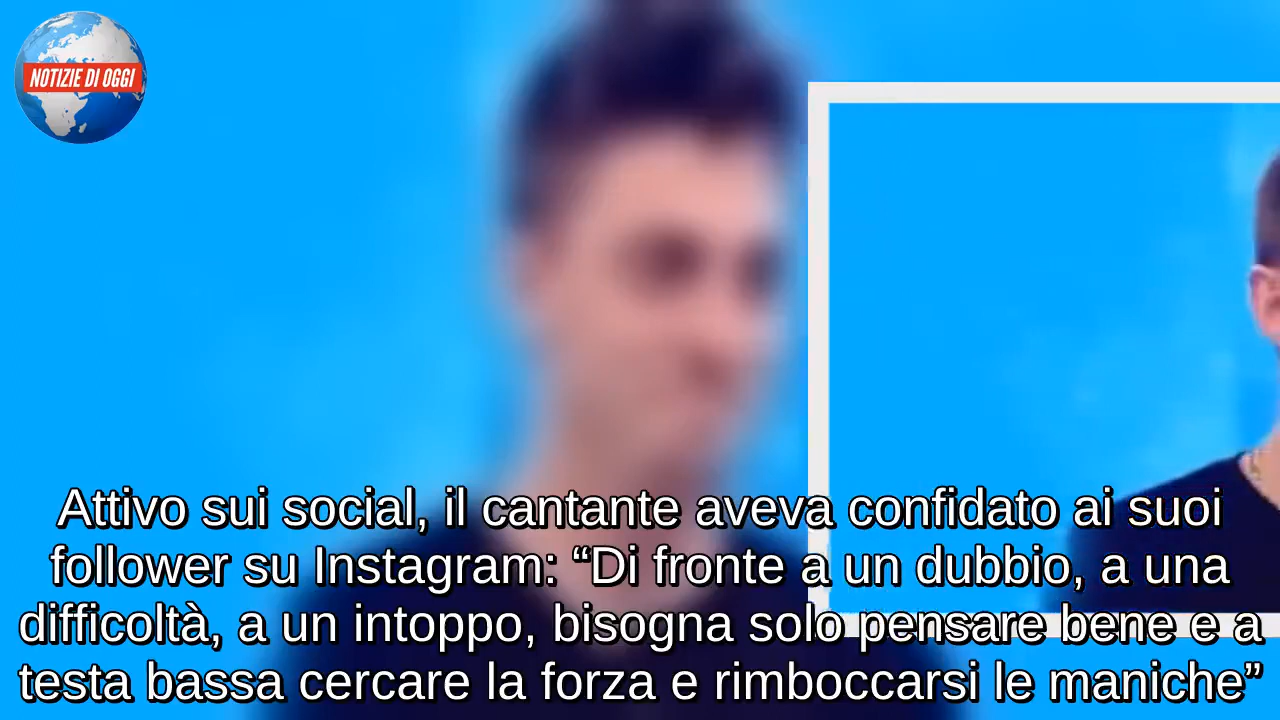 NOTIZIE DI OGGI
Attivo sui social, il cantante aveva confidato ai suoi
follower su Instagram: “Di fronte a un dubbio, a una
difficoltà, a un intoppo, bisogna solo pensare bene e a
testa bassa cercare la forza e rimboccarsi le maniche”